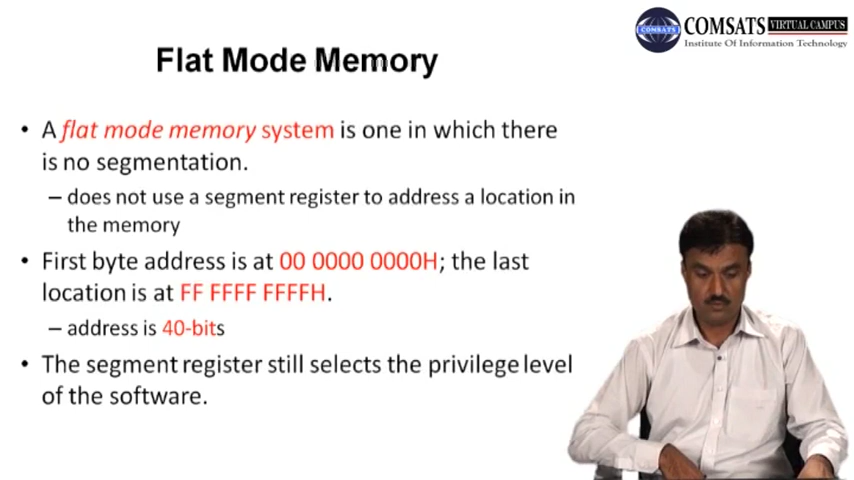 COMSATS VIRTUAL CAMPUS
COMSATS
Institute Of Information Technology
Flat Mode Memory
• A flat mode memory system is one in which there
is no segmentation.
– does not use a segment register to address a location in
the memory
• First byte address is at 00 0000 0000H; the last
location is at FF FFFF FFFFH.
– address is 40-bits
• The segment register still selects the privilege level
of the software.